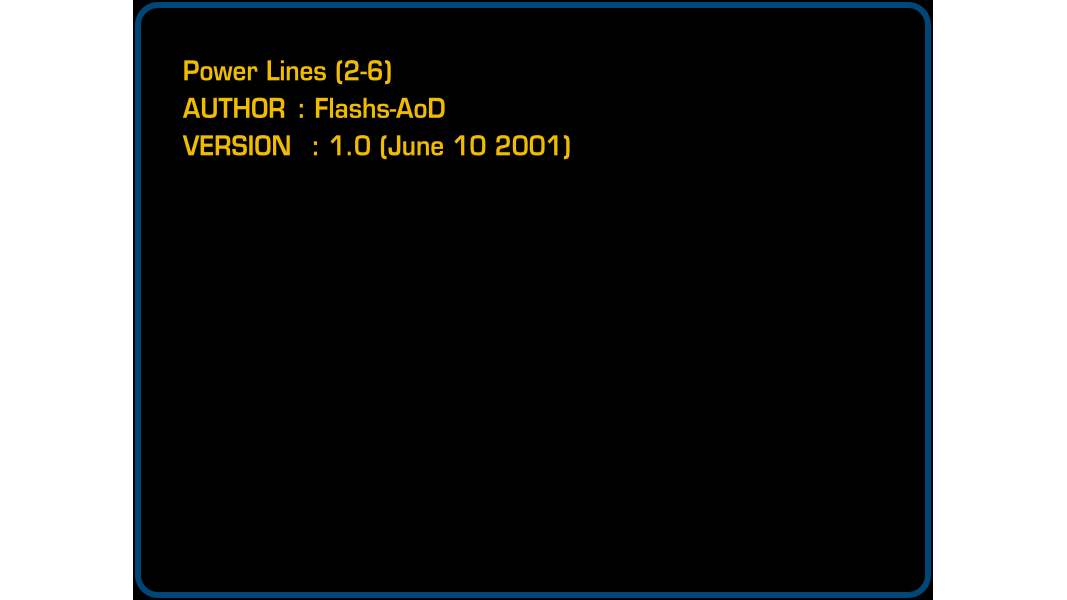 Power Lines (2-6)
AUTHOR : Flashs-AoD
VERSION : 1.0 (June 10 2001)